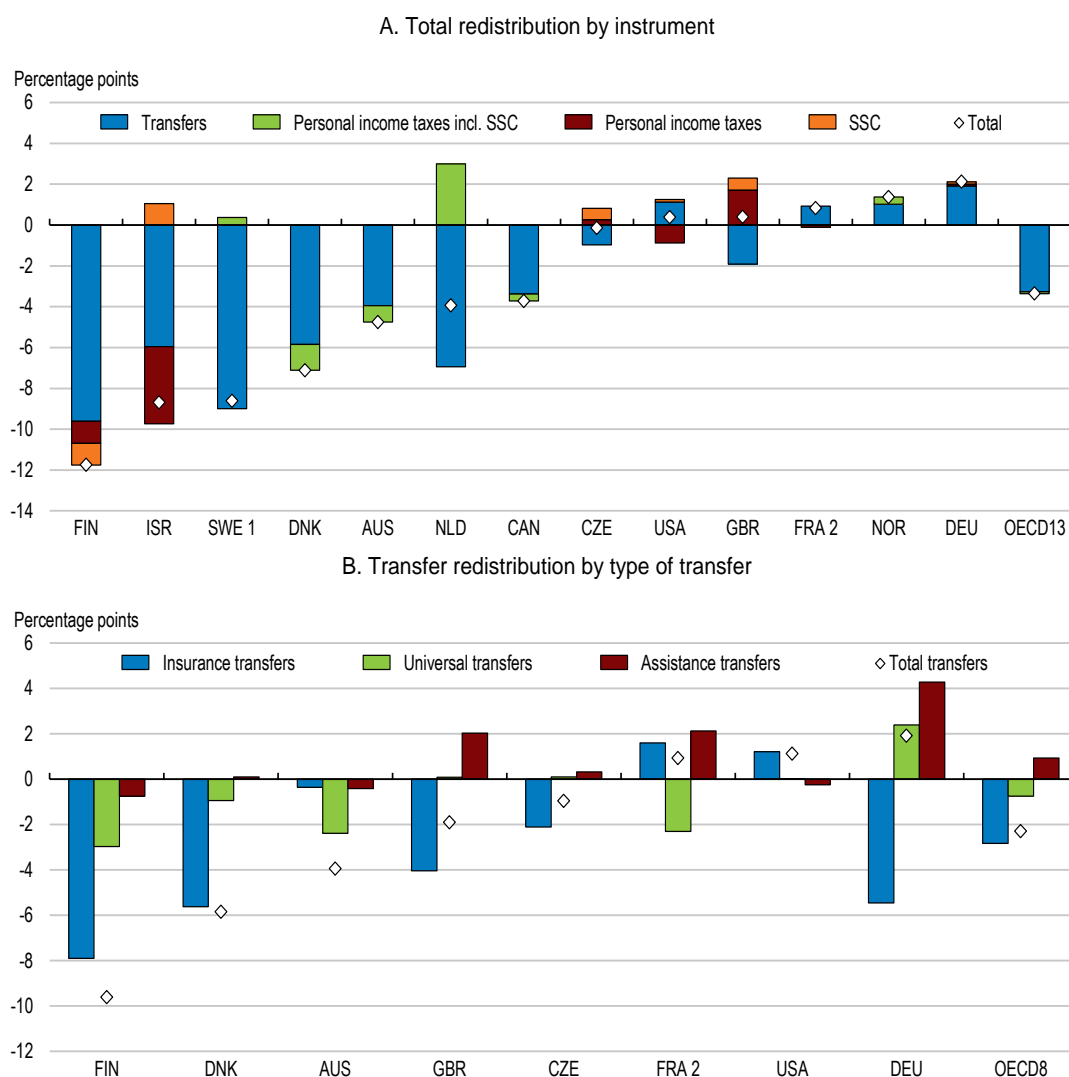 A. Total redistribution by instrument
Percentage points
6
Transfers Personal income taxes incl. SSC Personal income taxes SSC Total
4
2
0
-2
-4
-6
-8
-10
-12
-14
FIN ISR SWE 1 DNK AUS NLD CAN CZE USA GBR FRA 2 NOR DEU OECD13
B. Transfer redistribution by type of transfer
Percentage points
6
Insurance transfers Universal transfers Assistance transfers Total transfers
4
2
0
-2
-4
-6
-8
-10
-12
FIN DNK AUS GBR CZE FRA 2 USA DEU OECD8